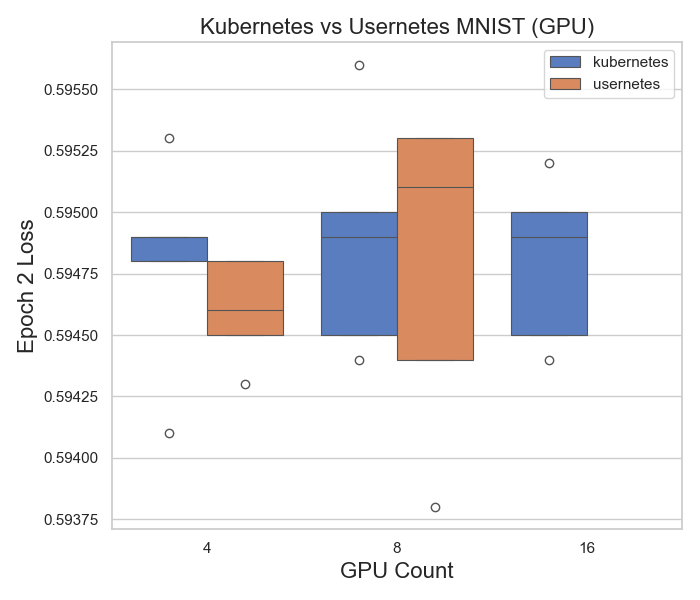 Kubernetes vs Usernetes MNIST (GPU)
kubernetes
usernetes
Epoch 2 Loss
0.59550
0.59525
0.59500
0.59475
0.59450
0.59425
0.59400
0.59375
4 8 16
GPU Count